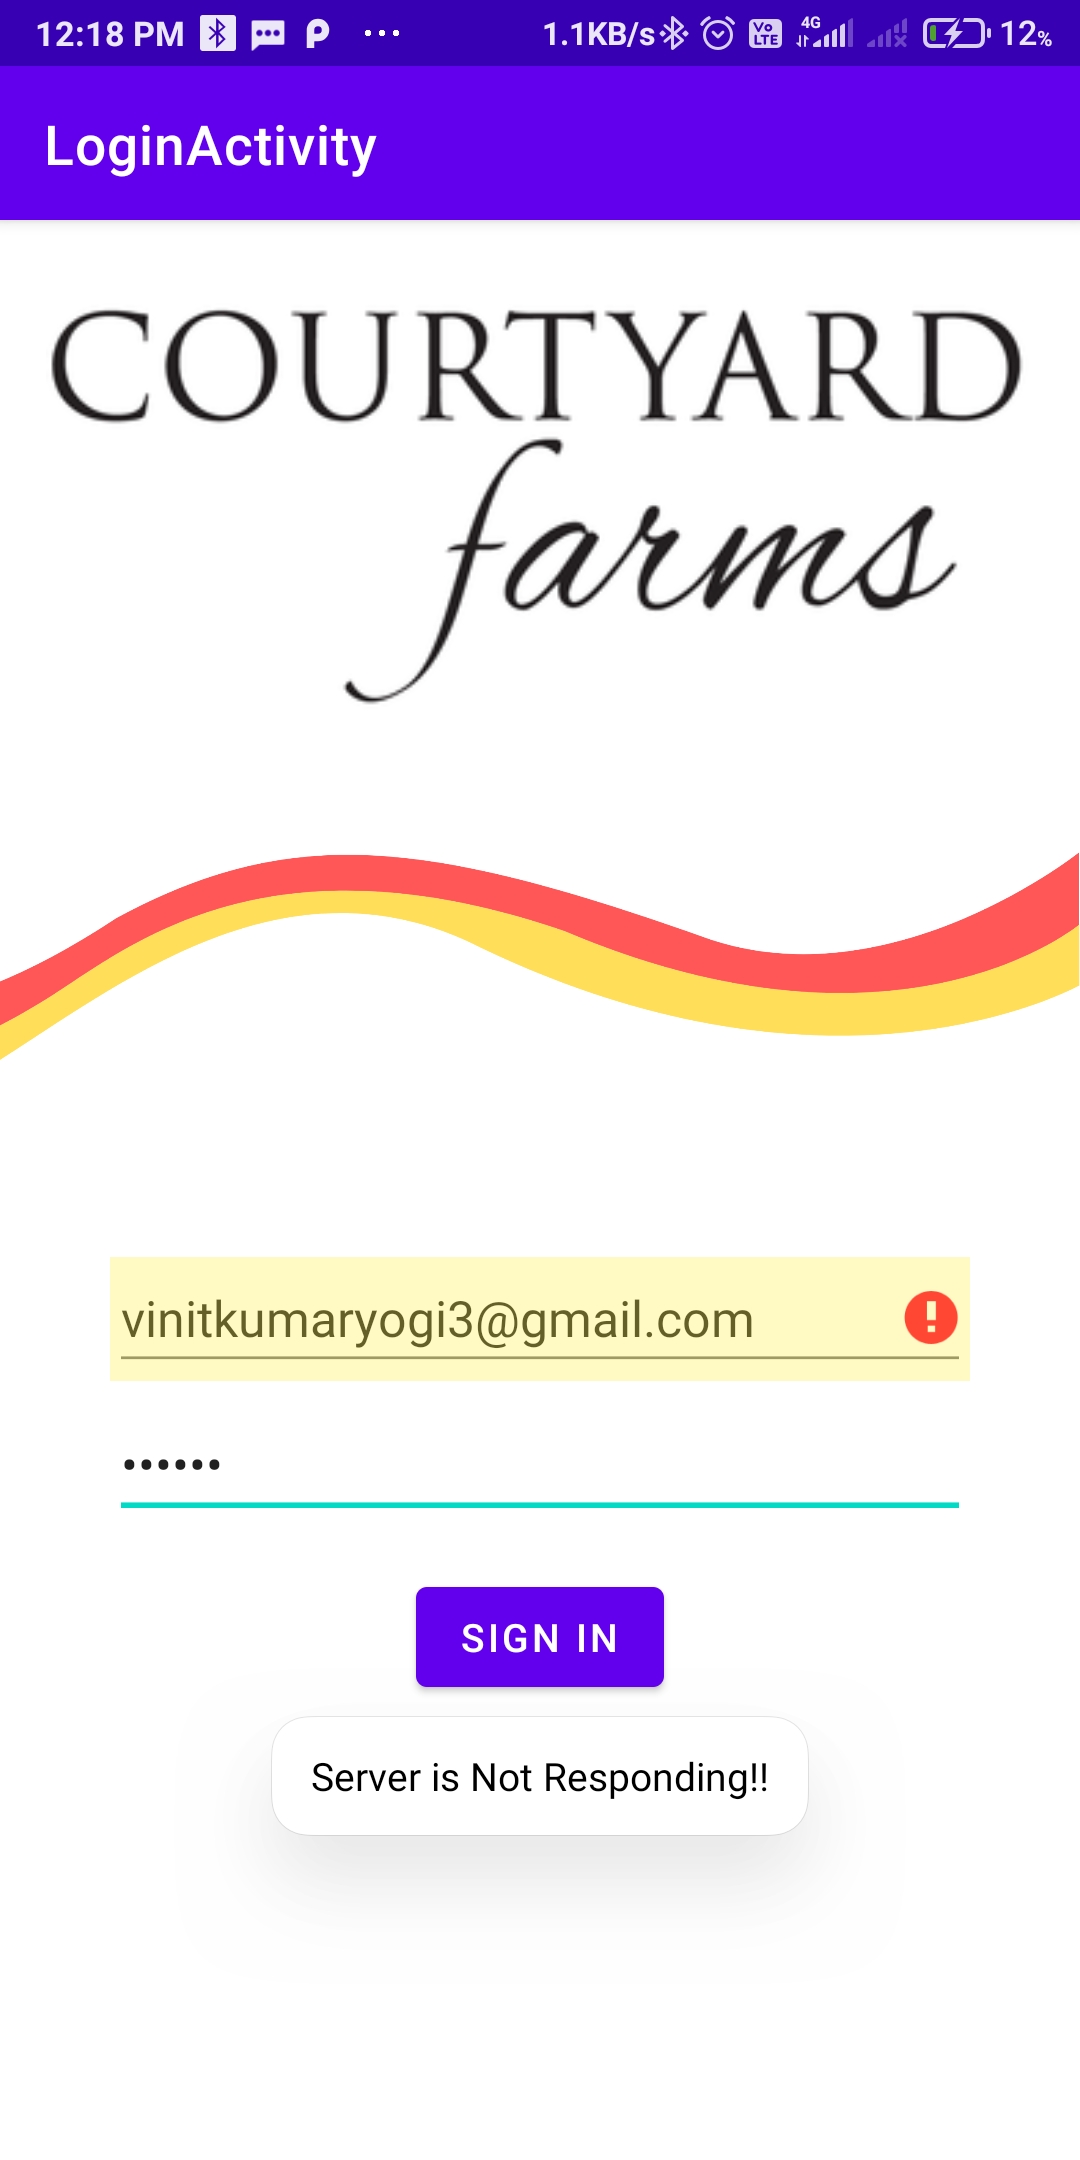 12:18 PM 1.1KB/s Vo LTE 4G 12%
LoginActivity
COURTYARD
farms
vinitkumaryogi3@gmail.com
••••••
SIGN IN
Server is Not Responding!!